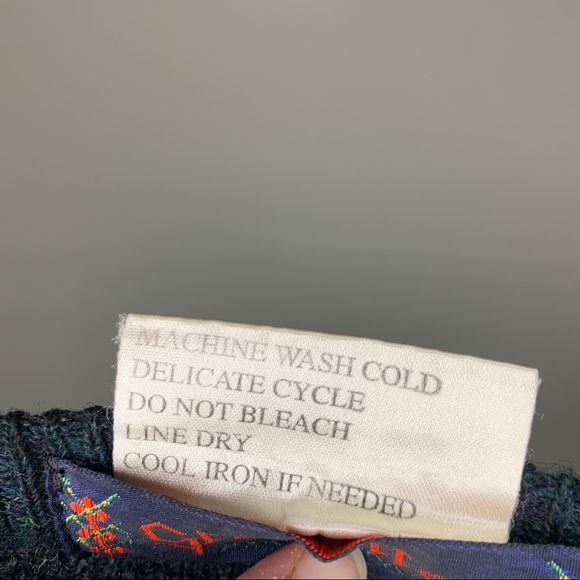 MACHINE WASH COLD
DELICATE CYCLE
DO NOT BLEACH
LINE DRY
COOL IRON IF NEEDED